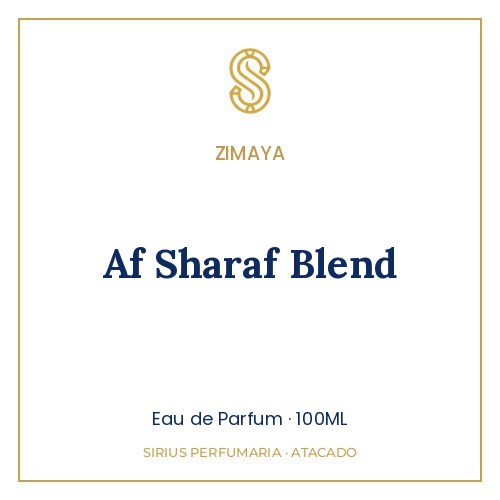 ZIMAYA
Af Sharaf Blend
Eau de Parfum · 100ML
SIRIUS PERFUMARIA · ATACADO